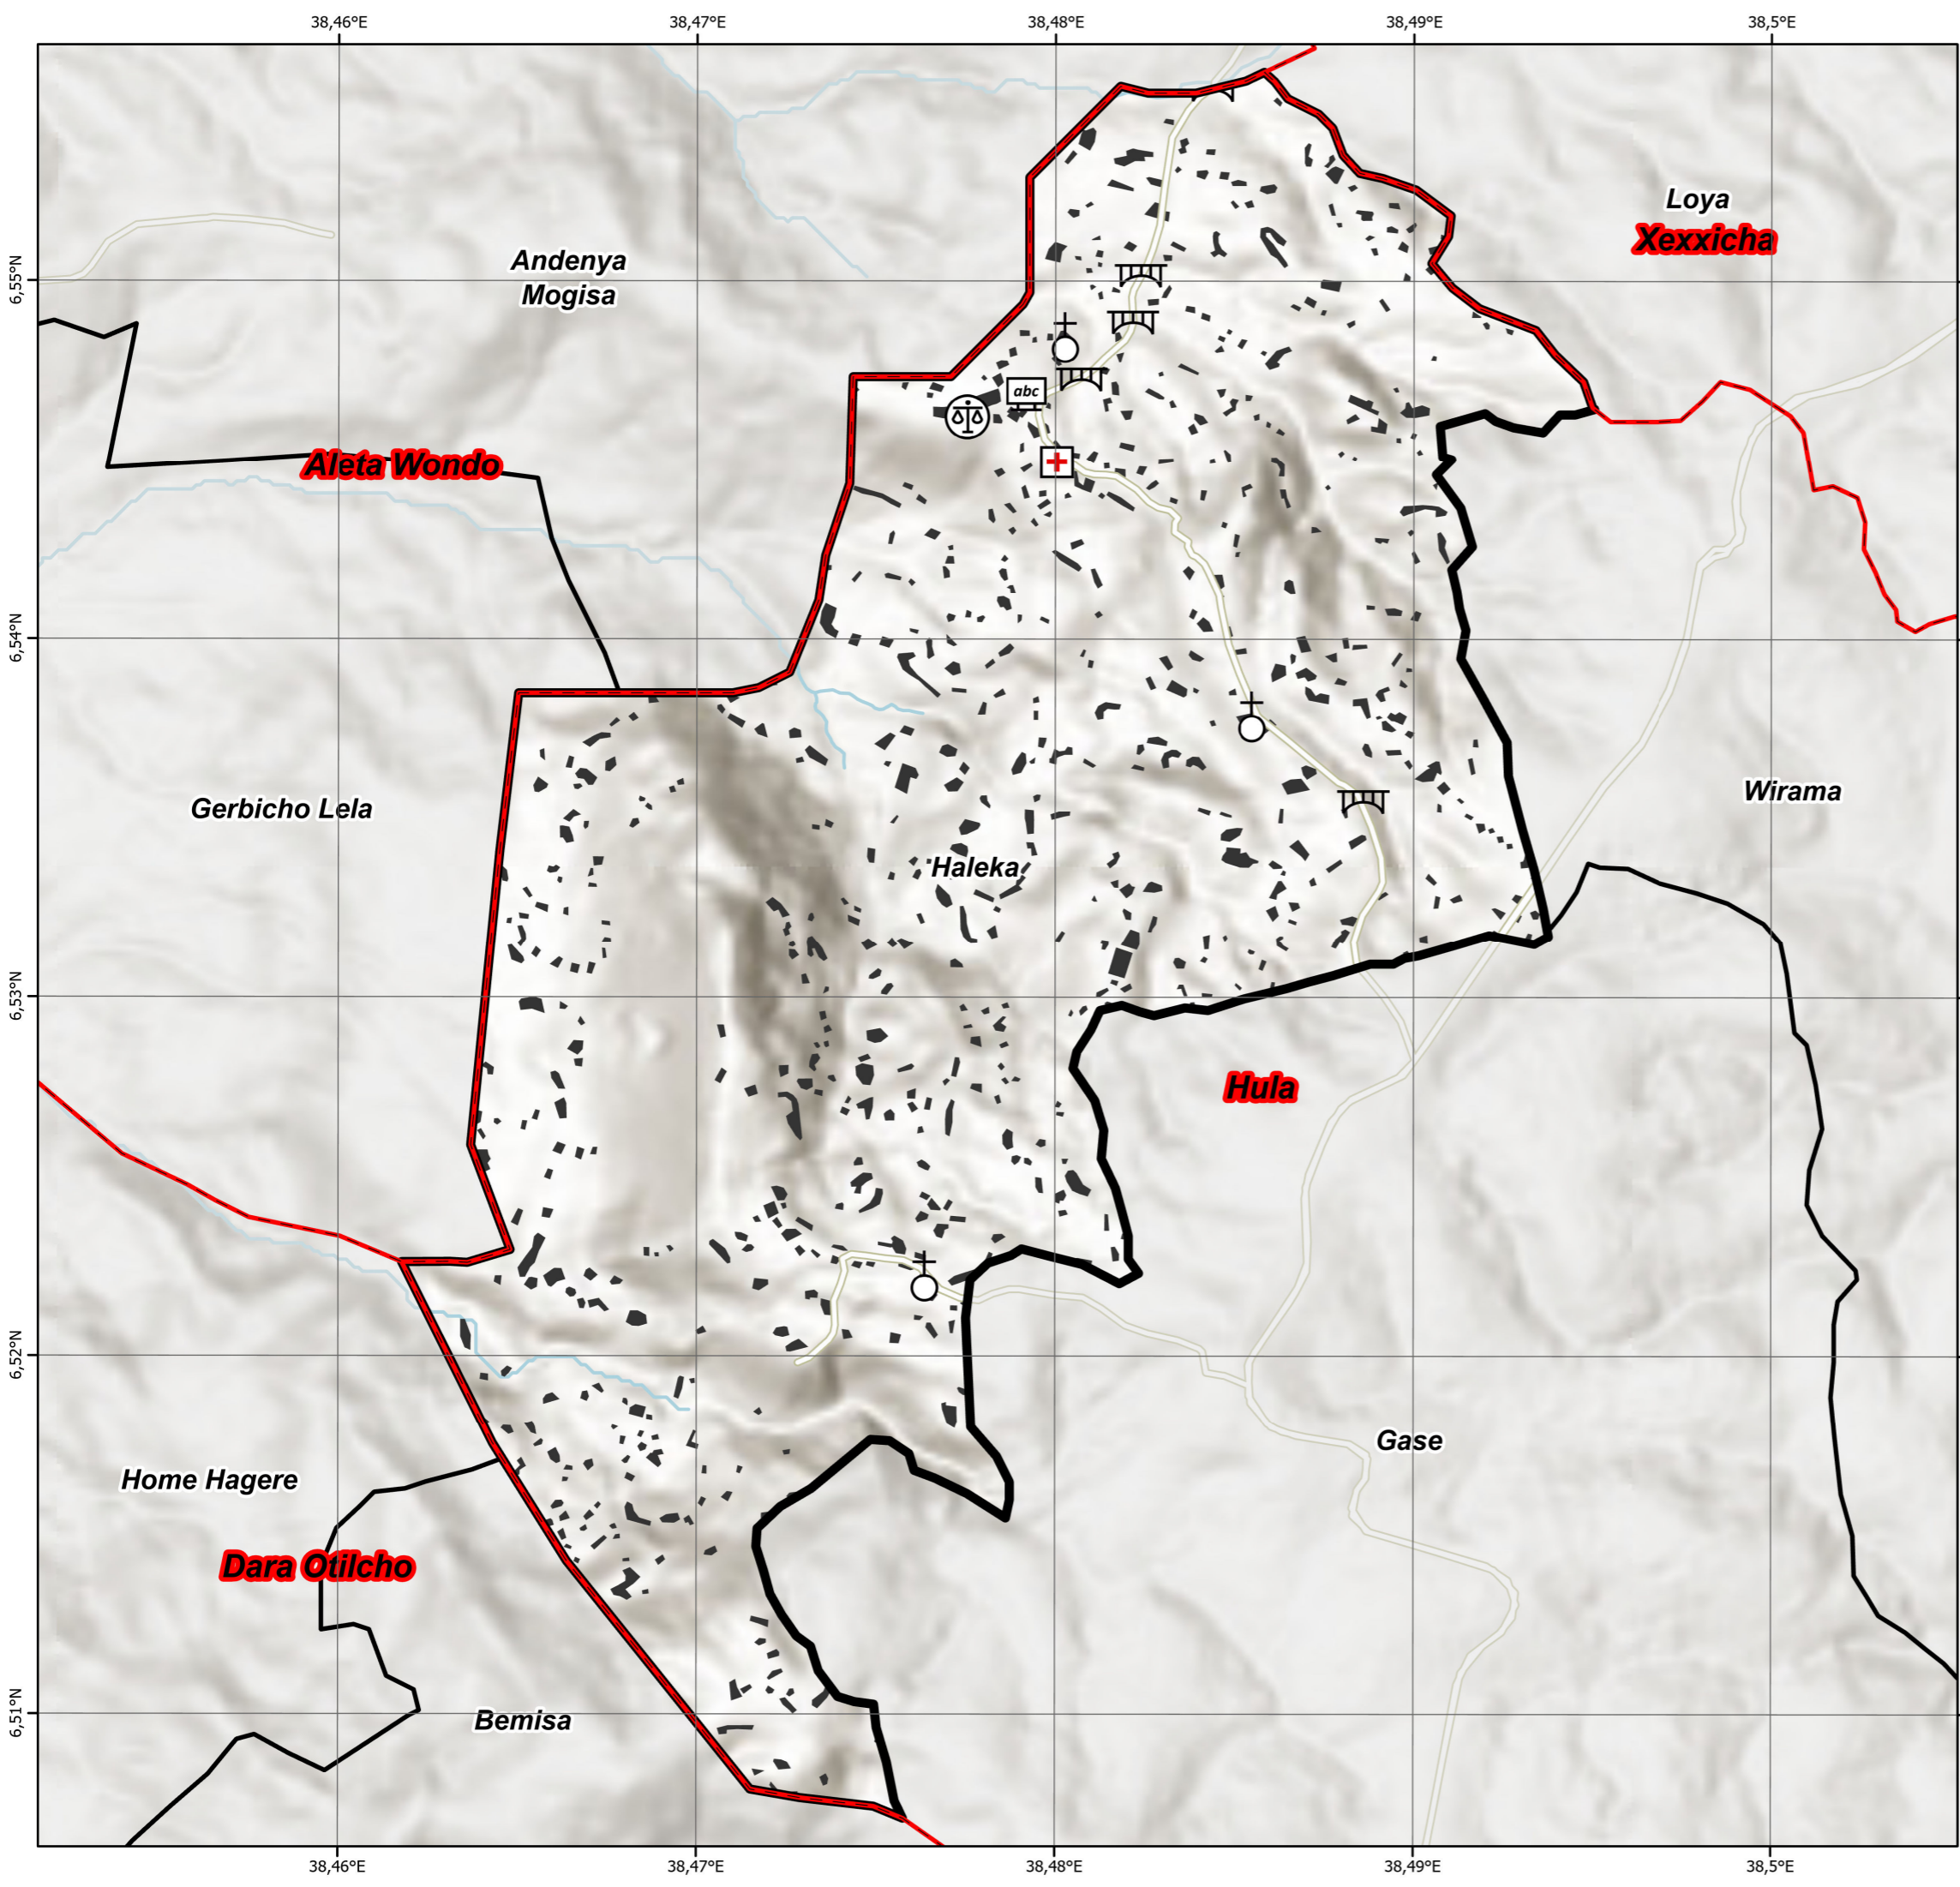 38,46°E
38,47°E
38,48°E
38,49°E
38,5°E
Loya
Xexxicha
Andenya
Mogisa
6,55°N
abc
Aleta Wondo
6,54°N
Wirama
Gerbicho Lela
Haleka
6,53°N
Hula
6,52°N
Gase
Home Hagere
Dara Otilcho
6,51°N
Bemisa
38,46°E
38,47°E
38,48°E
38,49°E
38,5°E